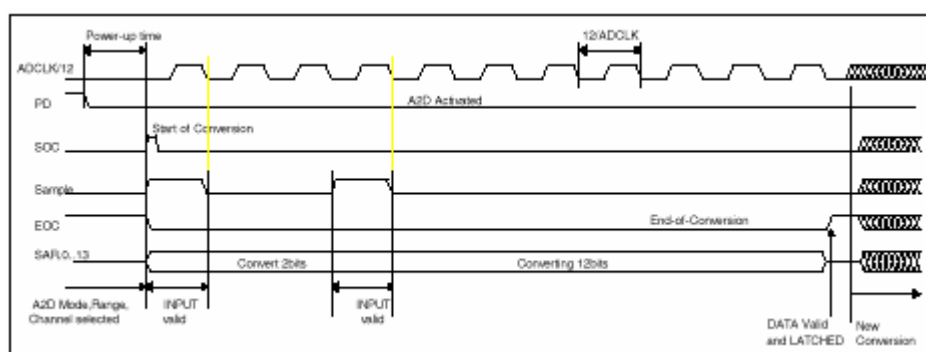 Power-up time
12/ADCLK
ADCLK/12
PD
A2D Activated
Start of Conversion
SOC
Sample
EOC
End-of-Conversion
SAR,0..13
Convert 2bits
Converting 12bits
A2D Mode,Range,
Channel selected
INPUT
valid
INPUT
valid
DATA Valid
and LATCHED
New
Conversion